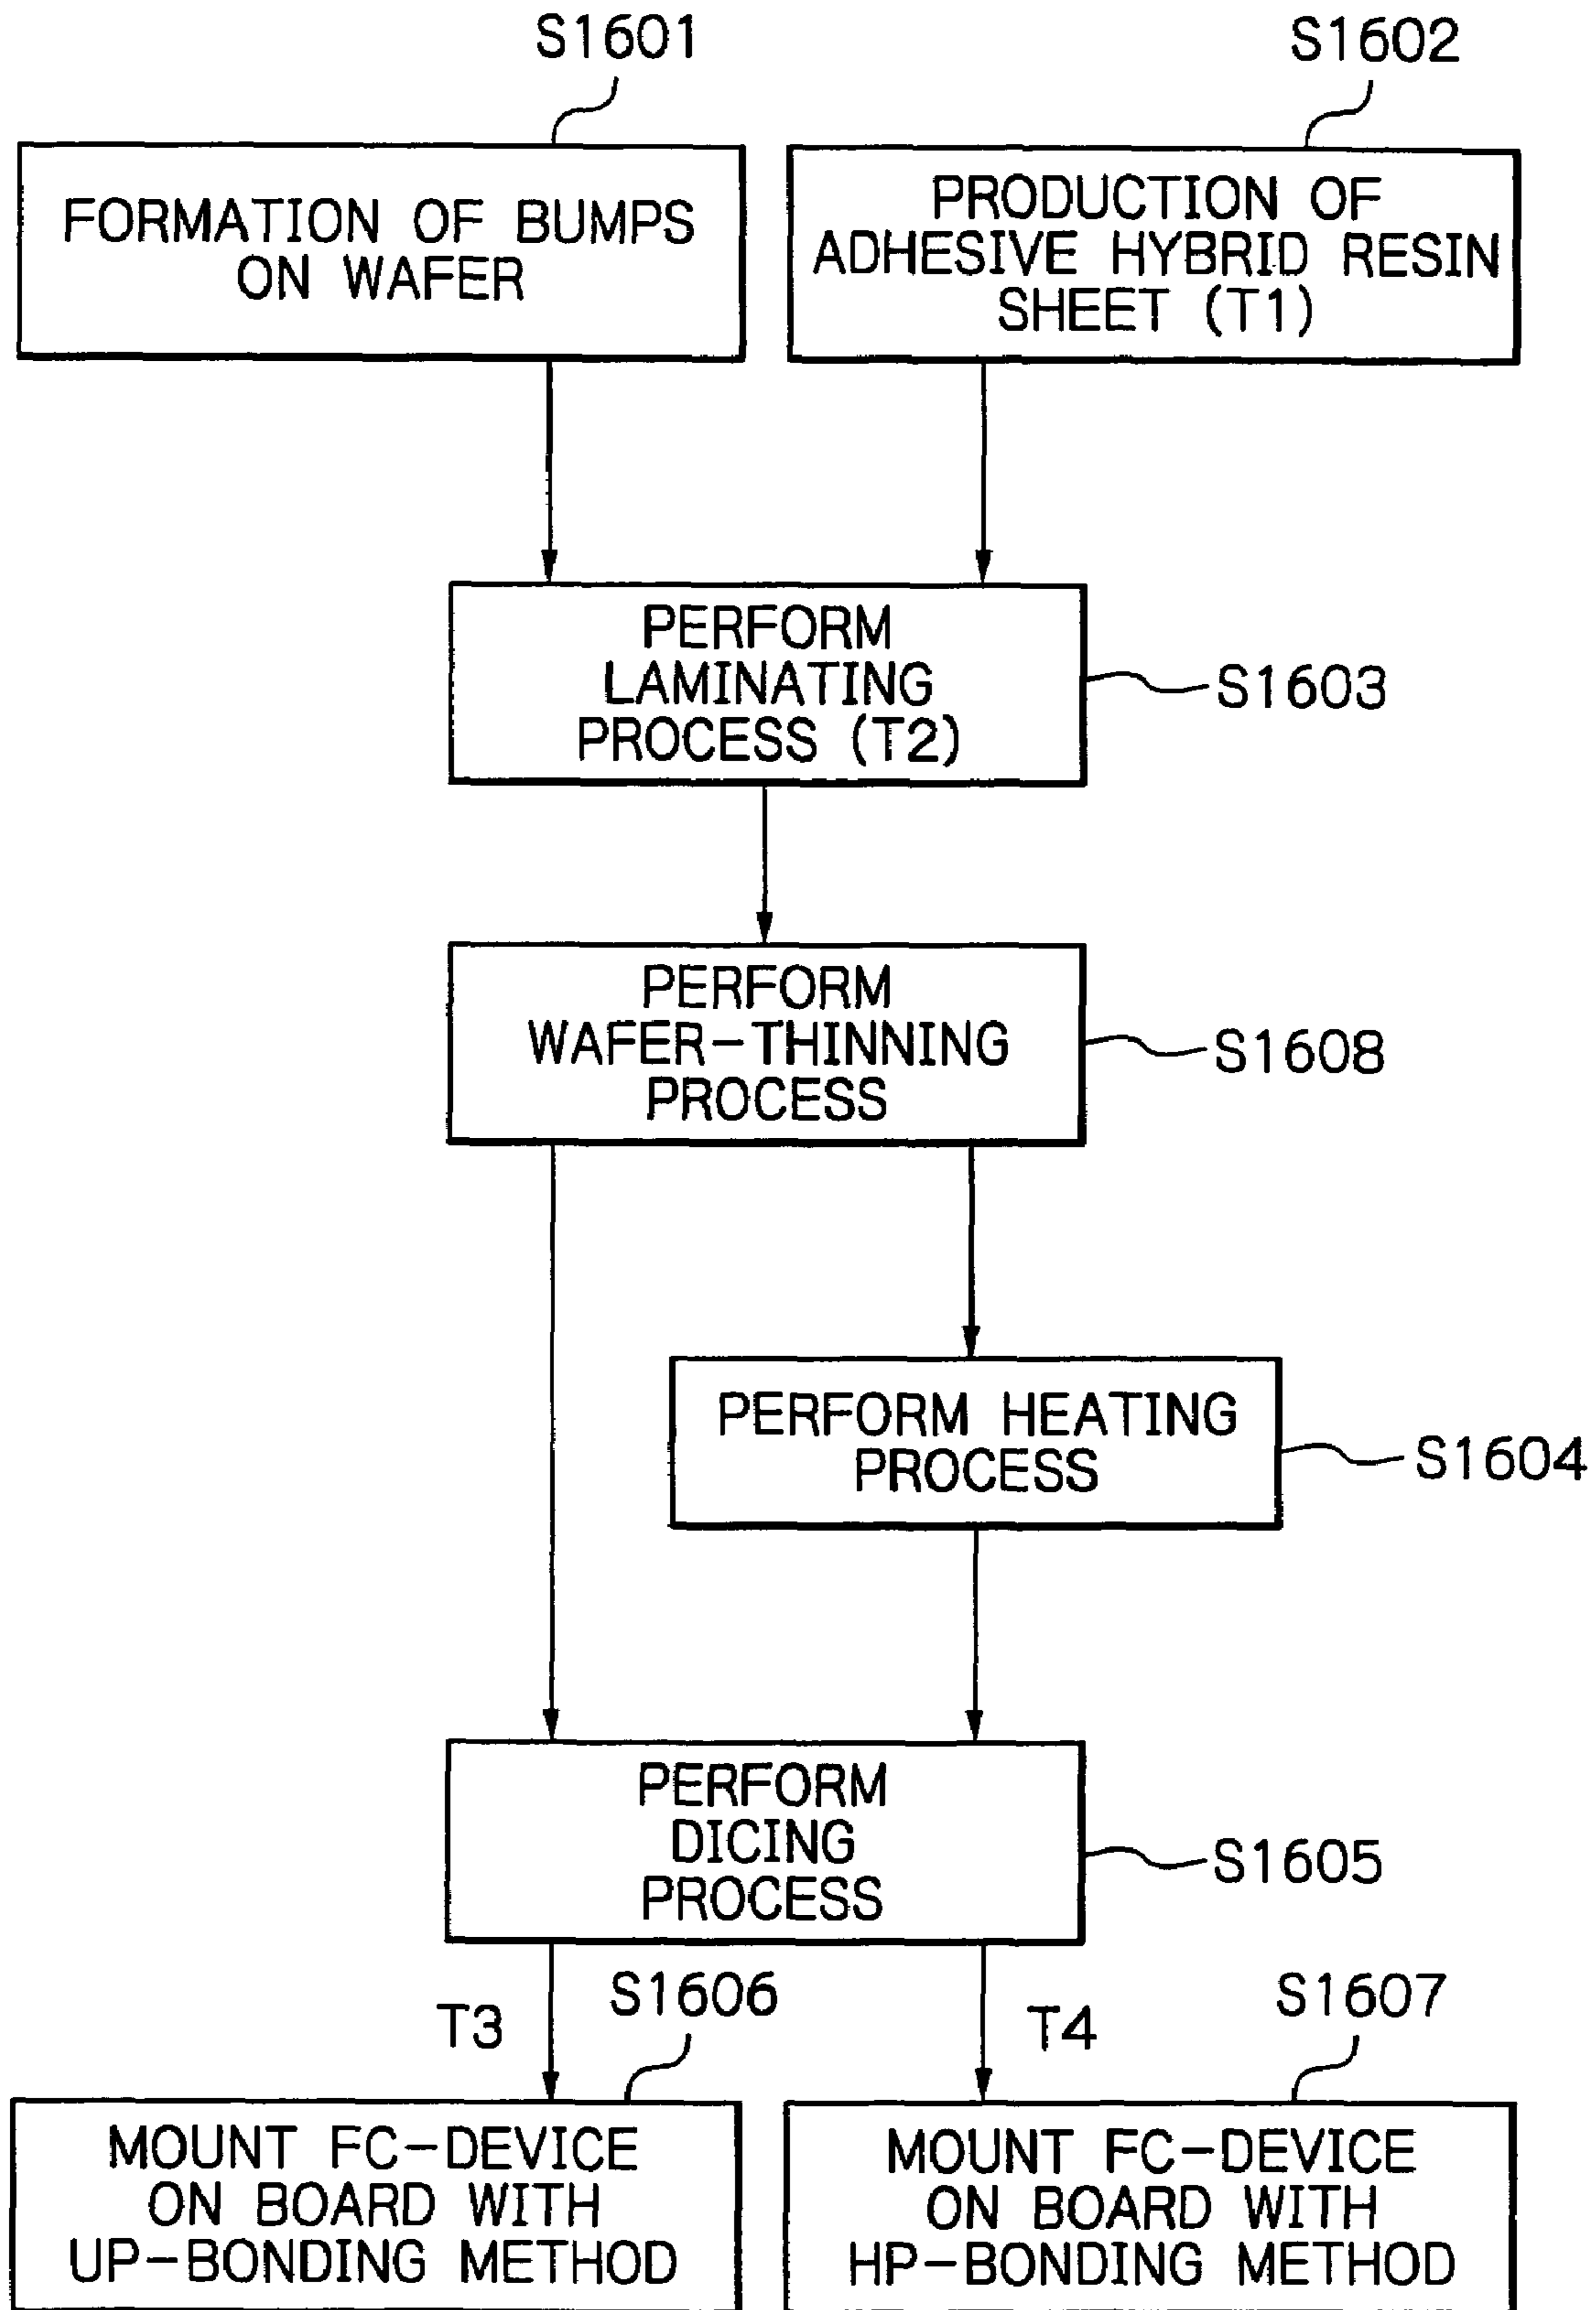 S1601
S1602
FORMATION OF BUMPS
ON WAFER
PRODUCTION OF
ADHESIVE HYBRID RESIN
SHEET (T1)
PERFORM
LAMINATING
PROCESS (T2)
S1603
PERFORM
WAFER-THINNING
PROCESS
S1608
PERFORM HEATING
PROCESS
S1604
PERFORM
DICING
PROCESS
S1605
T3
S1606
T4
S1607
MOUNT FC-DEVICE
ON BOARD WITH
UP-BONDING METHOD
MOUNT FC-DEVICE
ON BOARD WITH
HP-BONDING METHOD